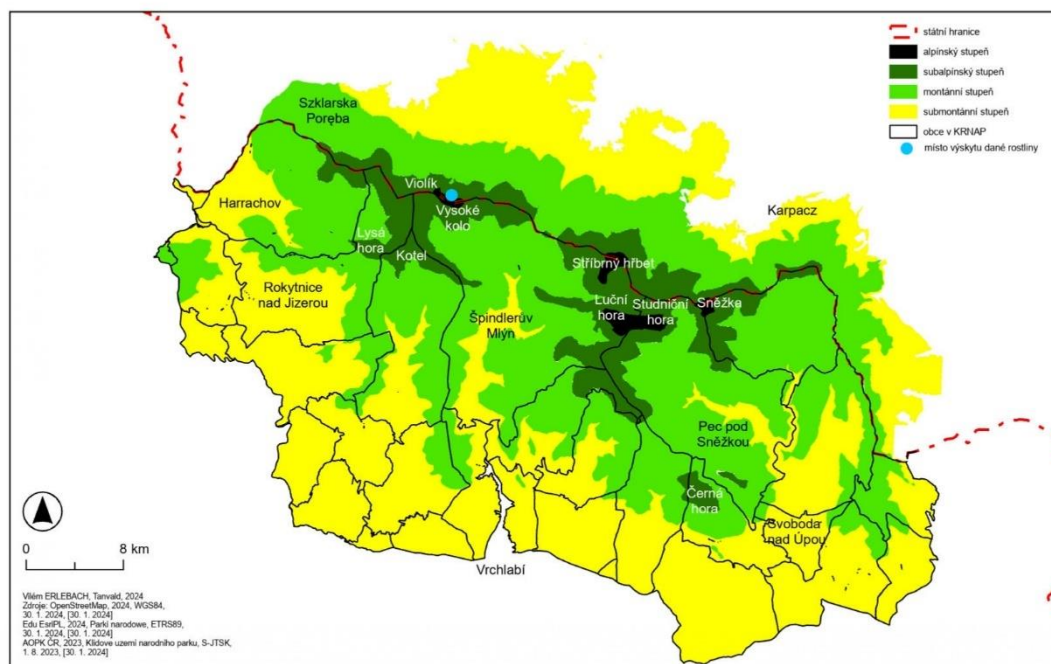 státní hranice
alpínský stupeň
subalpínský stupeň
montánní stupeň
submontánní stupeň
obce v KRNAP
místo výskytu dané rostliny
Szklarska
Poręba
Violík
Vysoké
kolo
Harrachov
Lysá
hora
Kotel
Karpacz
Stříbrný hřbet
Rokytnice
nad Jizerou
Luční
hora
Studniční
hora
Sněžka
Špindlerův
Mlýn
Pec pod
Sněžkou
Černá
hora
Svoboda
nad Úpou
Vrchlabí
0 8 km
Vilém ERLEBACH, Tanvald, 2024
Zdroje: OpenStreetMap, 2024, WGS84,
30. 1. 2024, [30. 1. 2024]
Edu EsriPL, 2024, Parki narodowe, ETRS89,
30. 1. 2024, [30. 1. 2024]
AOPK ČR, 2023, Klidove uzemi narodního parku, S-JTSK,
1. 8. 2023, [30. 1. 2024]